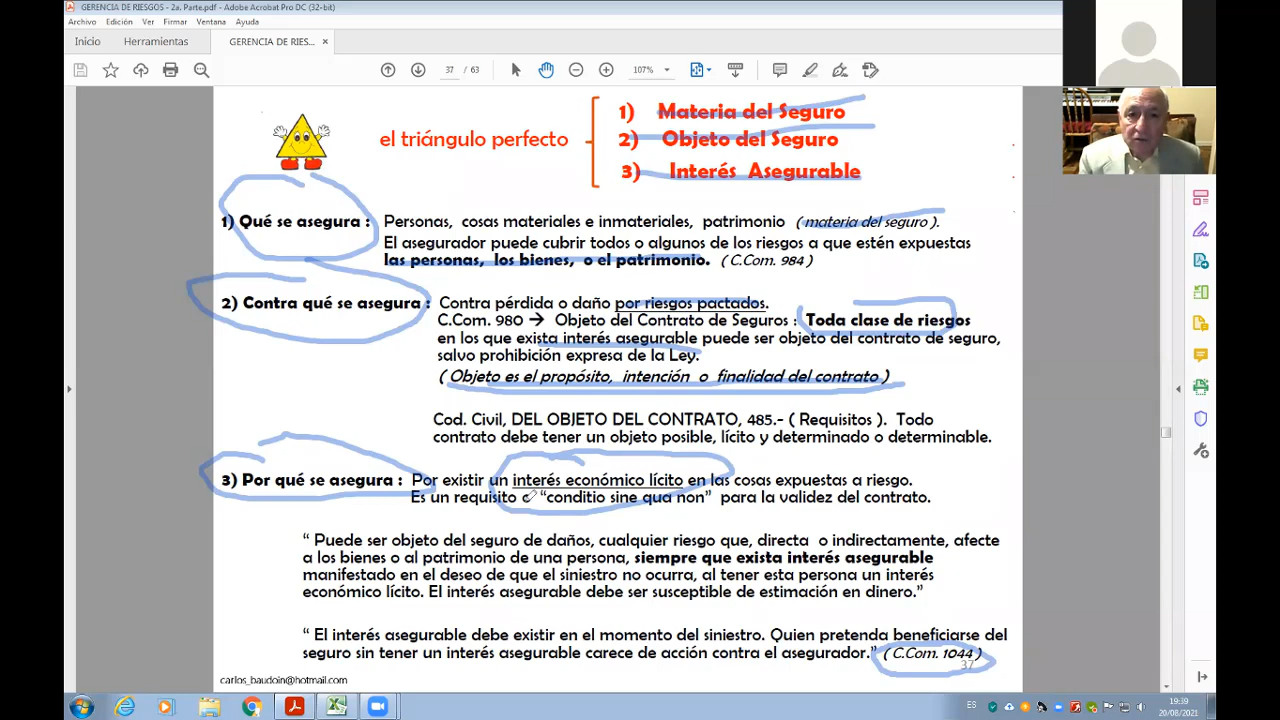 GERENCIA DE RIESGOS - 2a. Parte.pdf - Adobe Acrobat Pro DC (32-bit)
Archivo Edición Ver Firmar Ventana Ayuda
Inicio Herramientas GERENCIA DE RIES... ×
37 / 63 107%
el triángulo perfecto
1) Materia del Seguro
2) Objeto del Seguro
3) Interés Asegurable
1) Qué se asegura : Personas, cosas materiales e inmateriales, patrimonio ( materia del seguro ).
El asegurador puede cubrir todos o algunos de los riesgos a que estén expuestas
las personas, los bienes, o el patrimonio. ( C.Com. 984 )
2) Contra qué se asegura : Contra pérdida o daño por riesgos pactados.
C.Com. 980 → Objeto del Contrato de Seguros : Toda clase de riesgos
en los que exista interés asegurable puede ser objeto del contrato de seguro,
salvo prohibición expresa de la Ley.
( Objeto es el propósito, intención o finalidad del contrato )
Cod. Civil, DEL OBJETO DEL CONTRATO, 485.- ( Requisitos ). Todo
contrato debe tener un objeto posible, lícito y determinado o determinable.
3) Por qué se asegura : Por existir un interés económico lícito en las cosas expuestas a riesgo.
Es un requisito o “conditio sine qua non” para la validez del contrato.
“ Puede ser objeto del seguro de daños, cualquier riesgo que, directa o indirectamente, afecte
a los bienes o al patrimonio de una persona, siempre que exista interés asegurable
manifestado en el deseo de que el siniestro no ocurra, al tener esta persona un interés
económico lícito. El interés asegurable debe ser susceptible de estimación en dinero.”
“ El interés asegurable debe existir en el momento del siniestro. Quien pretenda beneficiarse del
seguro sin tener un interés asegurable carece de acción contra el asegurador.” ( C.Com. 1044 )
37
carlos_baudoin@hotmail.com
ES
19:39
20/08/2021